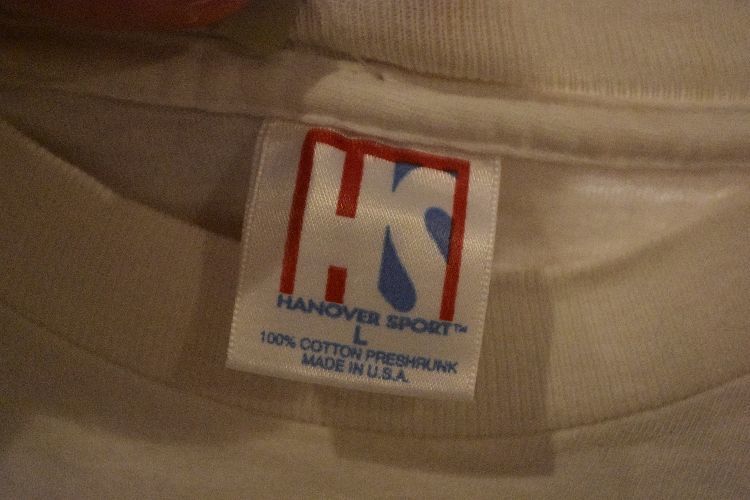 HS
HANOVER SPORT™
L
100% COTTON PRESHRUNK
MADE IN U.S.A.